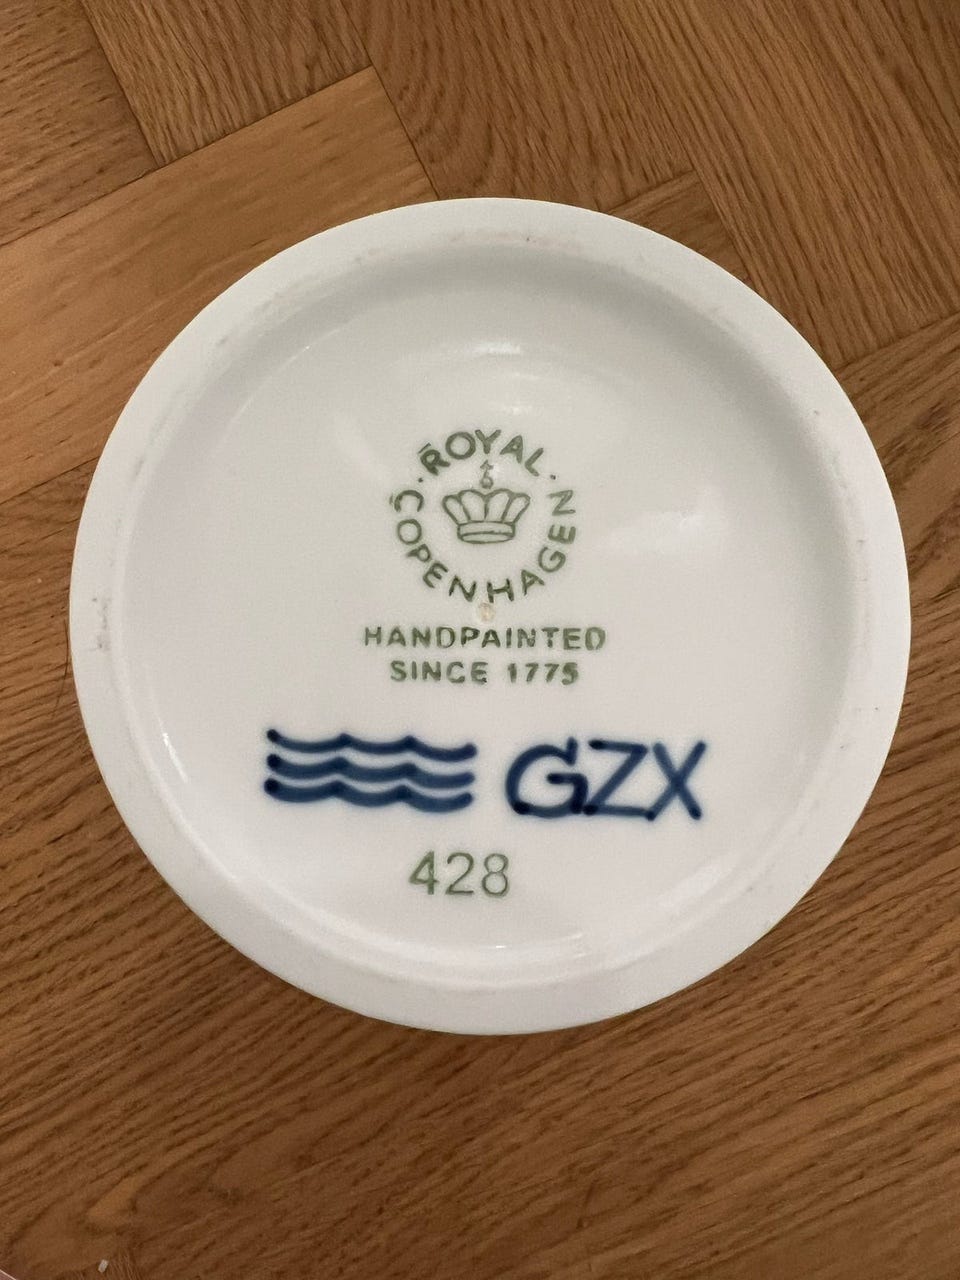 ROYAL
COPENHAGEN
HANDPAINTED
SINCE 1775
GZX
428